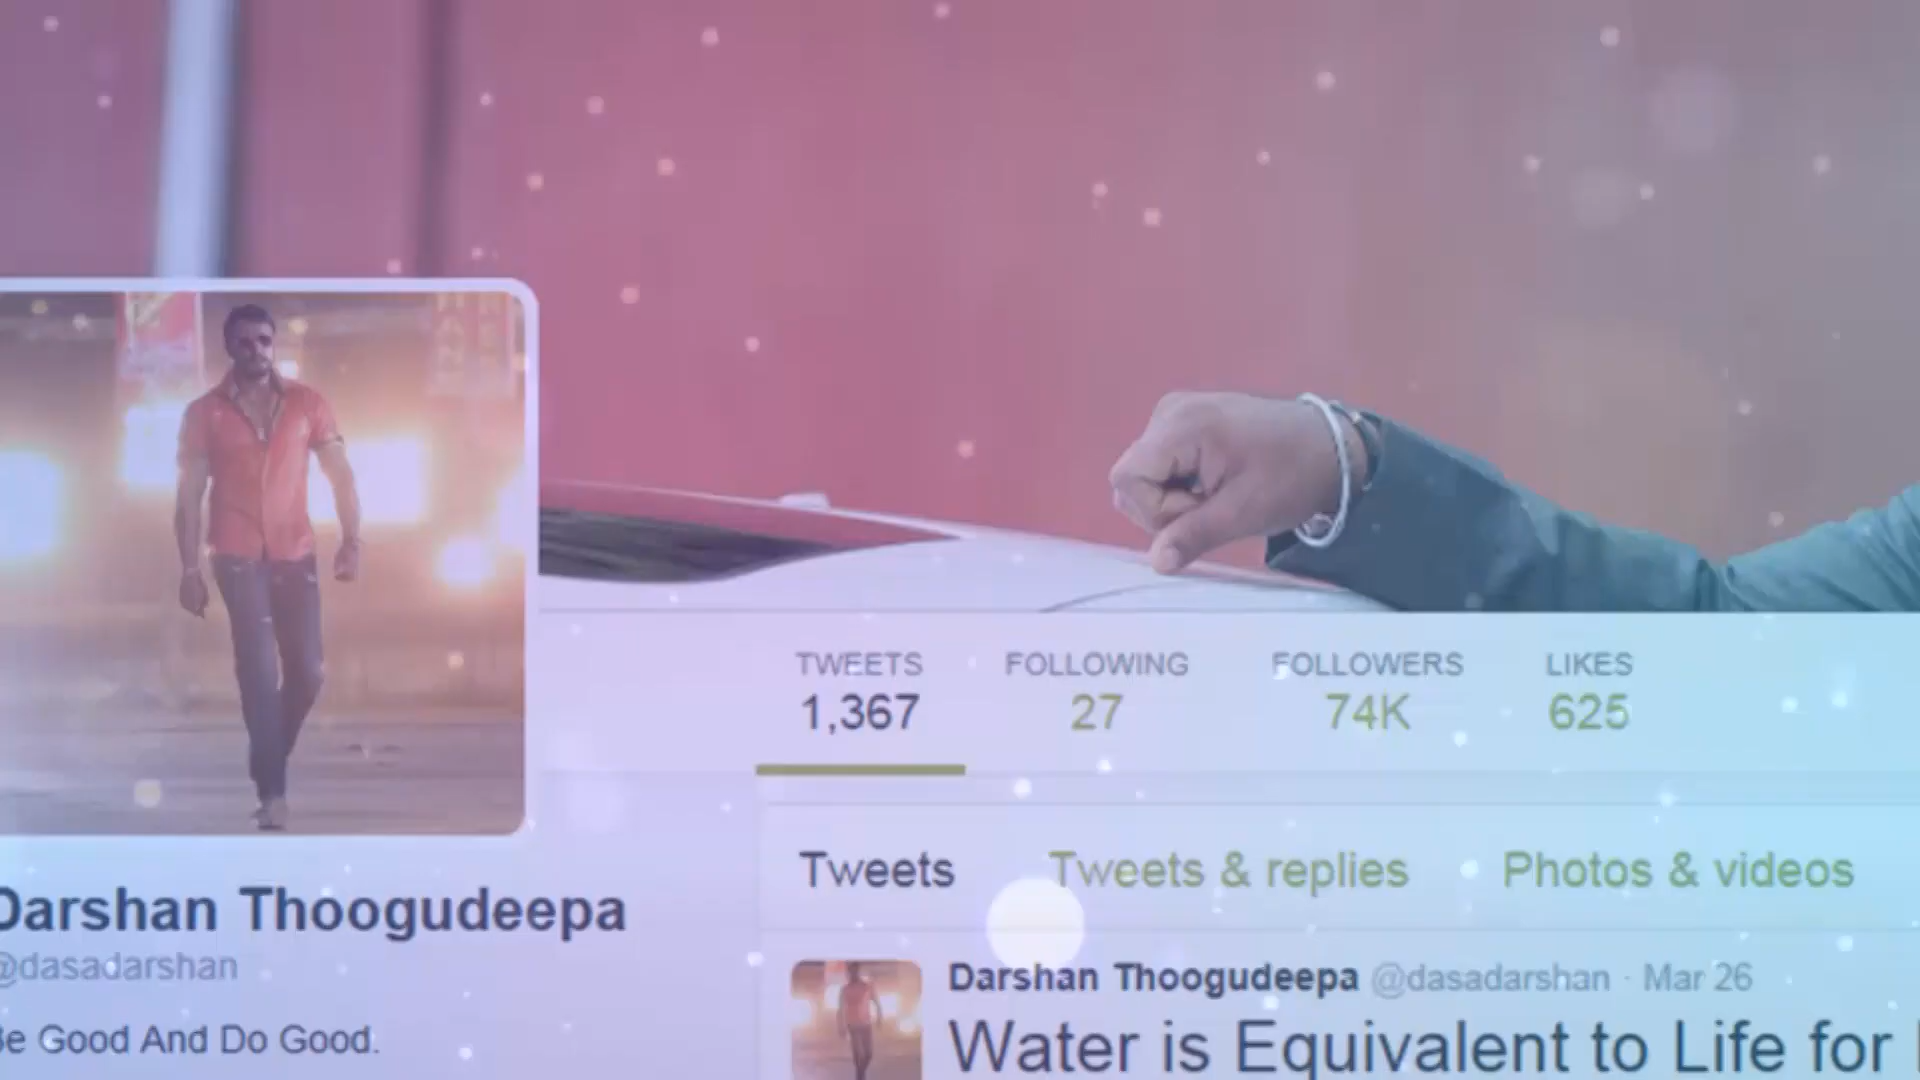 TWEETS FOLLOWING FOLLOWERS LIKES
1,367 27 74K 625
Tweets Tweets & replies Photos & videos
Darshan Thoogudeepa
@dasadarshan
Be Good And Do Good.
Darshan Thoogudeepa @dasadarshan · Mar 26
Water is Equivalent to Life for